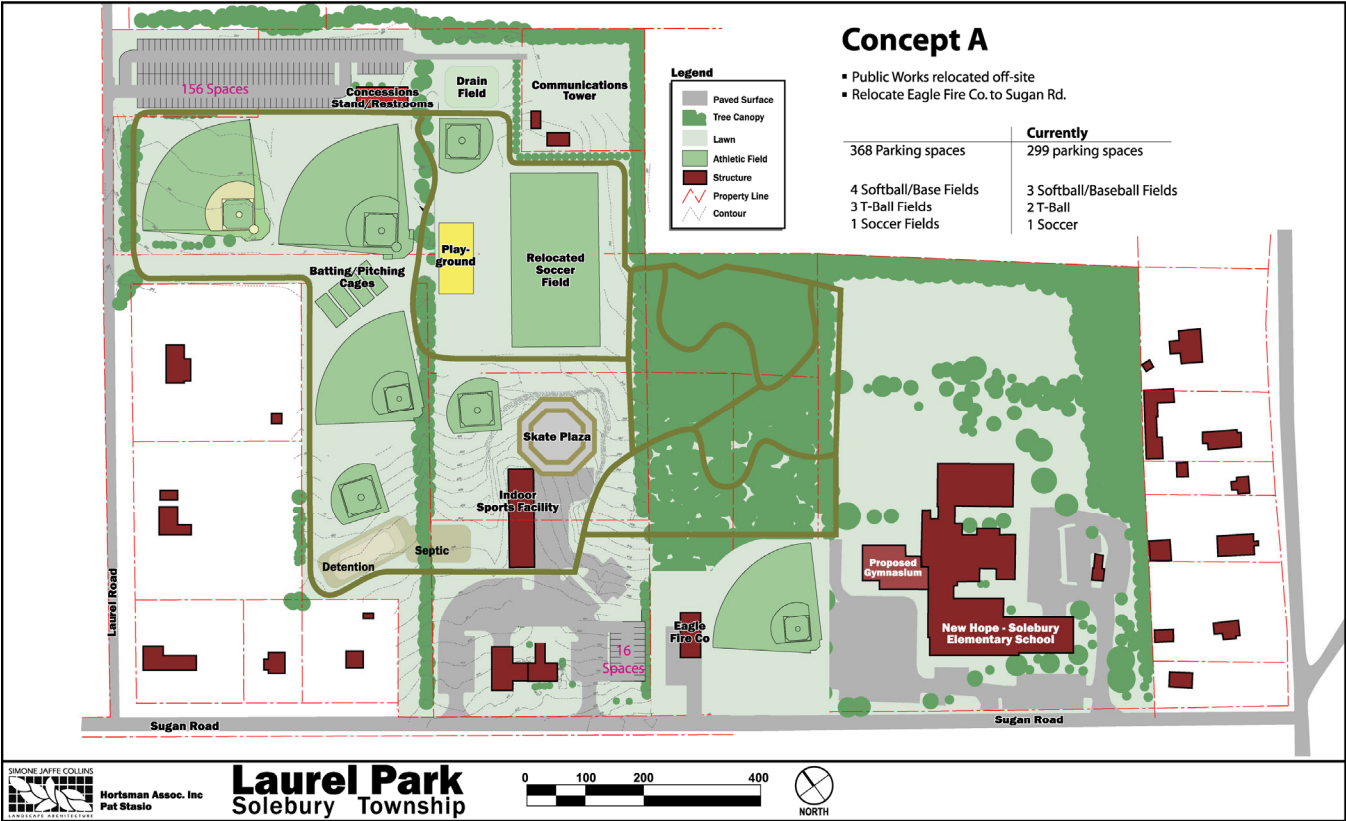 Concept A
▪ Public Works relocated off-site
▪ Relocate Eagle Fire Co. to Sugan Rd.
Currently
368 Parking spaces
299 parking spaces
4 Softball/Base Fields
3 Softball/Baseball Fields
3 T-Ball Fields
2 T-Ball
1 Soccer Fields
1 Soccer
Legend
Paved Surface
Tree Canopy
Lawn
Athletic Field
Structure
Property Line
Contour
156 Spaces
Concessions
Stand/Restrooms
Drain
Field
Communications
Tower
Play-
ground
Relocated
Soccer
Field
Batting/Pitching
Cages
Skate Plaza
Indoor
Sports Facility
Septic
Detention
Laurel Road
Eagle
Fire Co
16
Spaces
Proposed
Gymnasium
New Hope - Solebury
Elementary School
Sugan Road
Sugan Road
SIMONE JAFFE COLLINS
LANDSCAPE ARCHITECTURE
Hortsman Assoc. Inc
Pat Stasio
Laurel Park
Solebury Township
0 100 200 400
NORTH